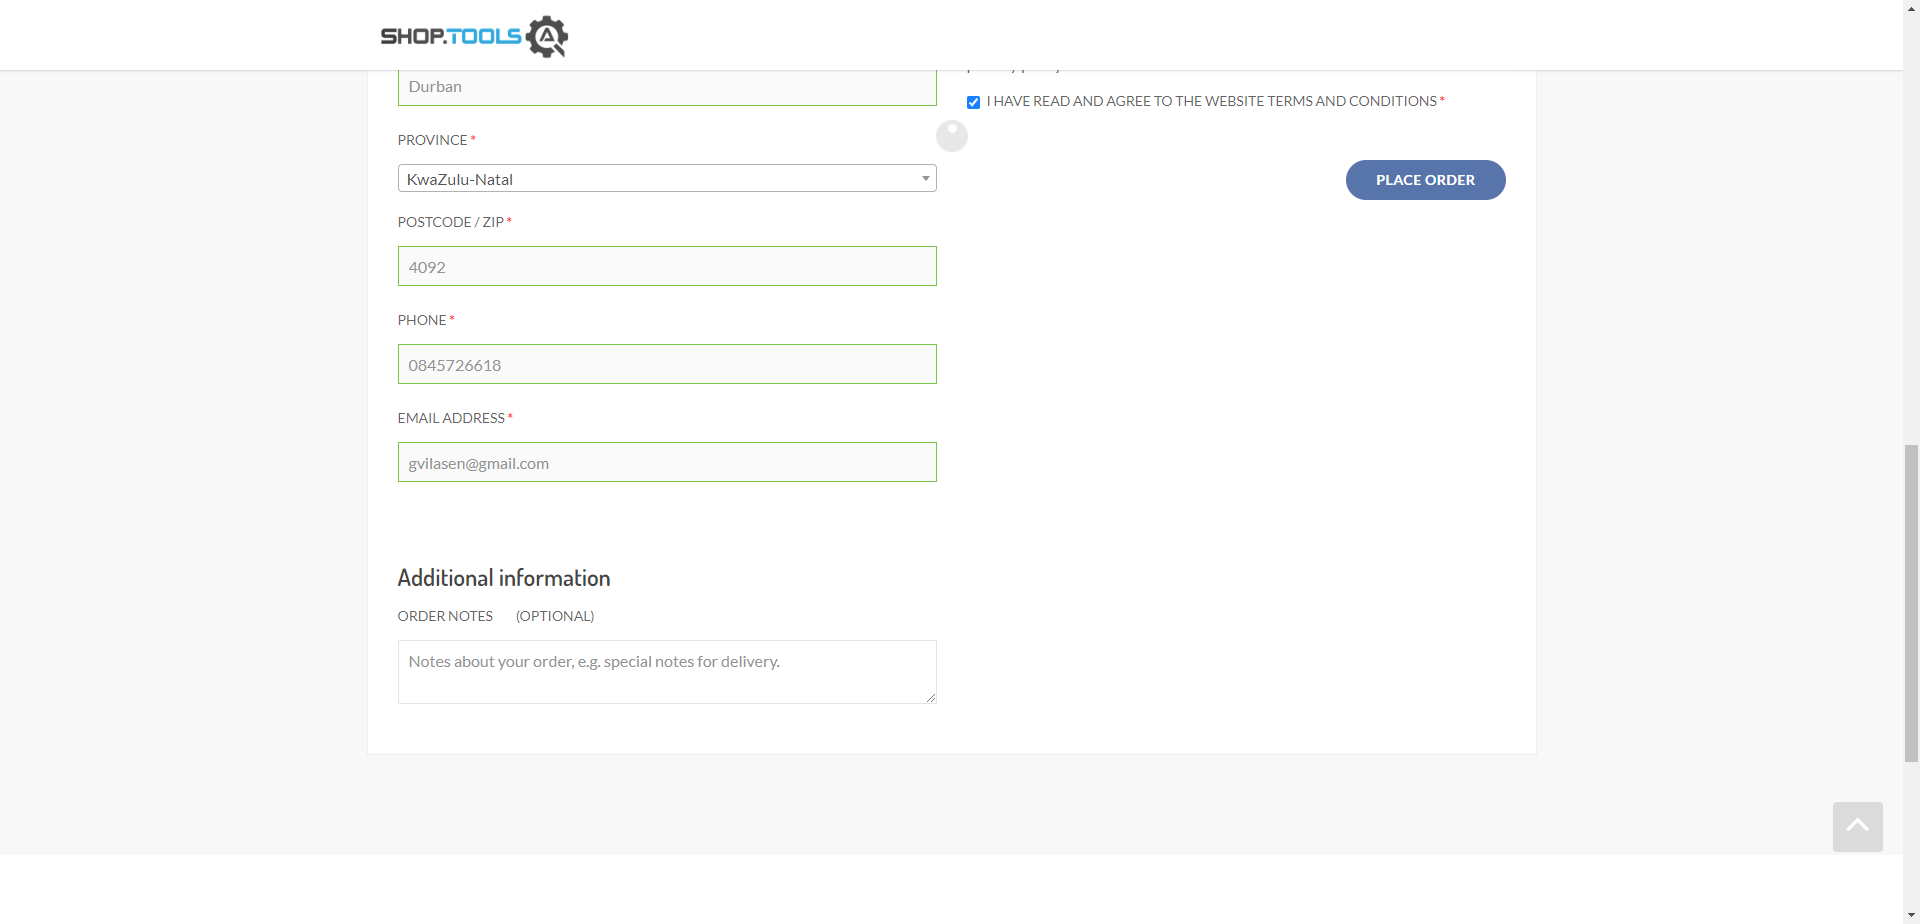 SHOP.TOOLS
Durban
PROVINCE *
KwaZulu-Natal
POSTCODE / ZIP *
4092
PHONE *
0845726618
EMAIL ADDRESS *
gvilasen@gmail.com
Additional information
ORDER NOTES (OPTIONAL)
Notes about your order, e.g. special notes for delivery.
I HAVE READ AND AGREE TO THE WEBSITE TERMS AND CONDITIONS *
PLACE ORDER